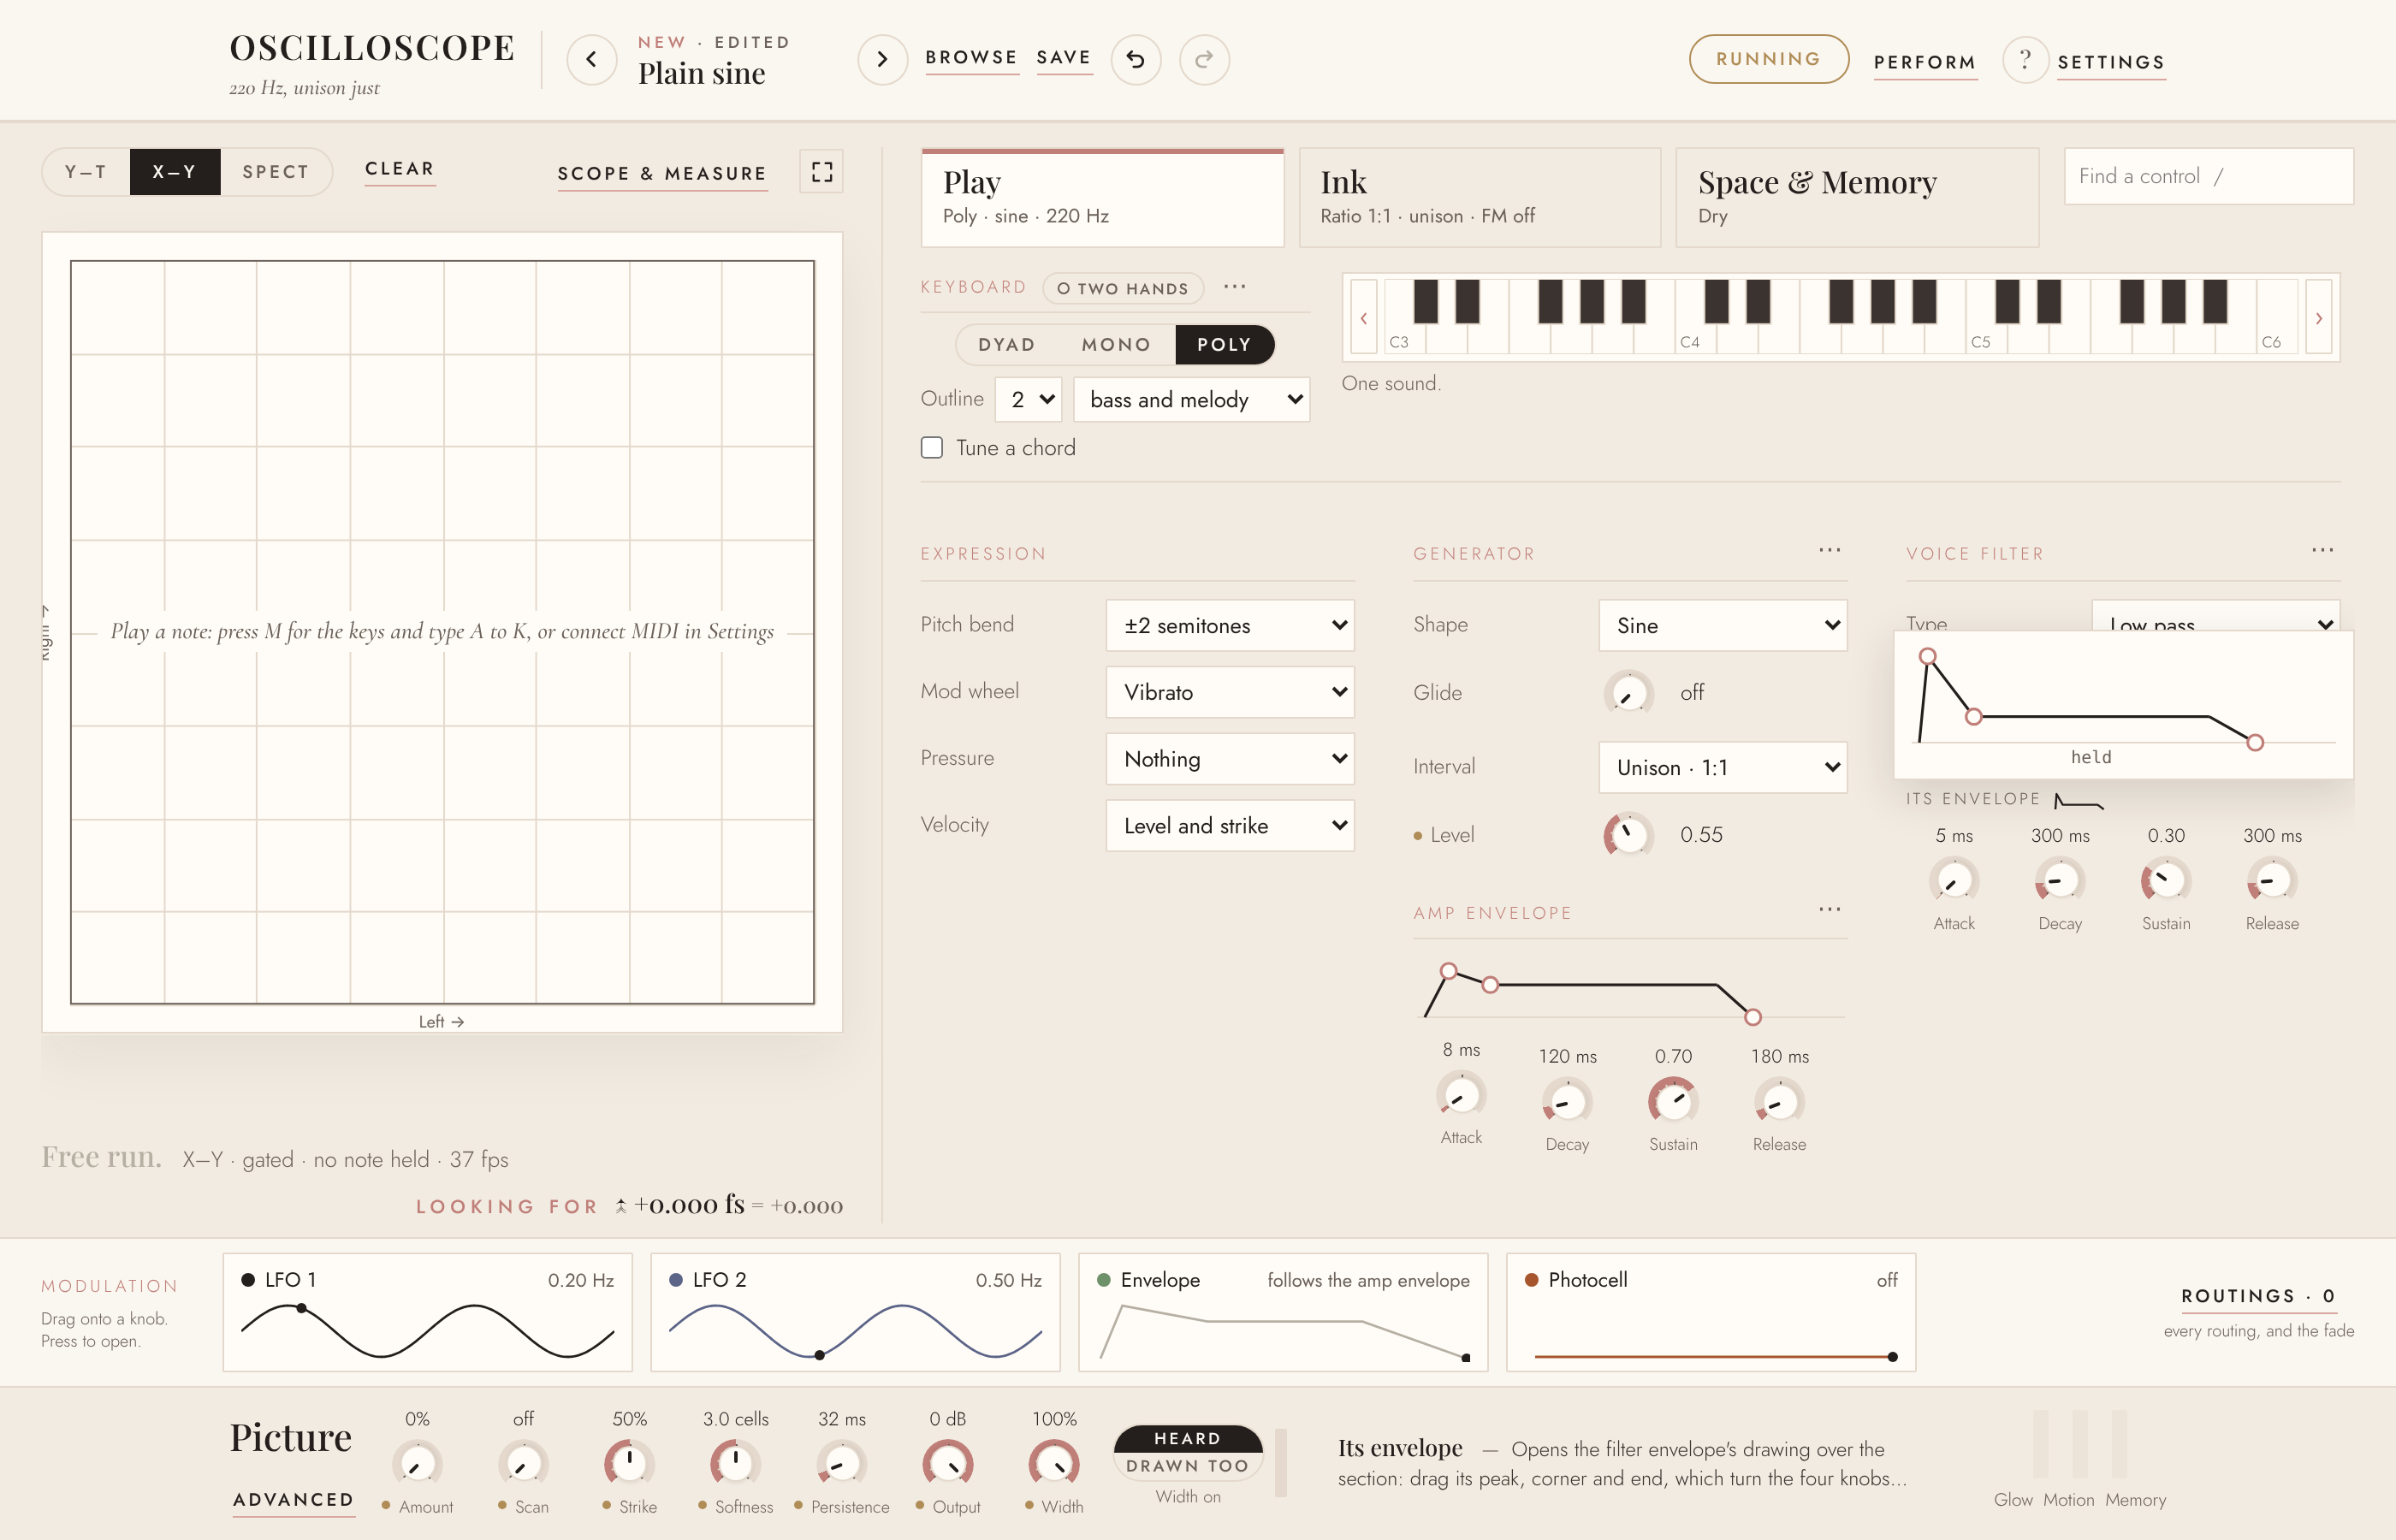 OSCILLOSCOPE
220 Hz, unison just
NEW · EDITED
Plain sine
BROWSE
SAVE
RUNNING
PERFORM
?
SETTINGS
Y–T
X–Y
SPECT
CLEAR
SCOPE & MEASURE
Play
Poly · sine · 220 Hz
Ink
Ratio 1:1 · unison · FM off
Space & Memory
Dry
Find a control /
Right →
Play a note: press M for the keys and type A to K, or connect MIDI in Settings
Left →
KEYBOARD
TWO HANDS
...
DYAD
MONO
POLY
Outline
2
bass and melody
Tune a chord
C3
C4
C5
C6
One sound.
EXPRESSION
Pitch bend
±2 semitones
Mod wheel
Vibrato
Pressure
Nothing
Velocity
Level and strike
GENERATOR
...
Shape
Sine
Glide
off
Interval
Unison · 1:1
Level
0.55
AMP ENVELOPE
...
8 ms
120 ms
0.70
180 ms
Attack
Decay
Sustain
Release
VOICE FILTER
...
Type
Low pass
held
ITS ENVELOPE
5 ms
300 ms
0.30
300 ms
Attack
Decay
Sustain
Release
Free run.
X–Y · gated · no note held · 37 fps
LOOKING FOR
+0.000 fs = +0.000
MODULATION
Drag onto a knob.
Press to open.
LFO 1
0.20 Hz
LFO 2
0.50 Hz
Envelope
follows the amp envelope
Photocell
off
ROUTINGS · 0
every routing, and the fade
Picture
ADVANCED
0%
off
50%
3.0 cells
32 ms
0 dB
100%
Amount
Scan
Strike
Softness
Persistence
Output
Width
HEARD
DRAWN TOO
Width on
Its envelope — Opens the filter envelope's drawing over the
section: drag its peak, corner and end, which turn the four knobs...
Glow
Motion
Memory